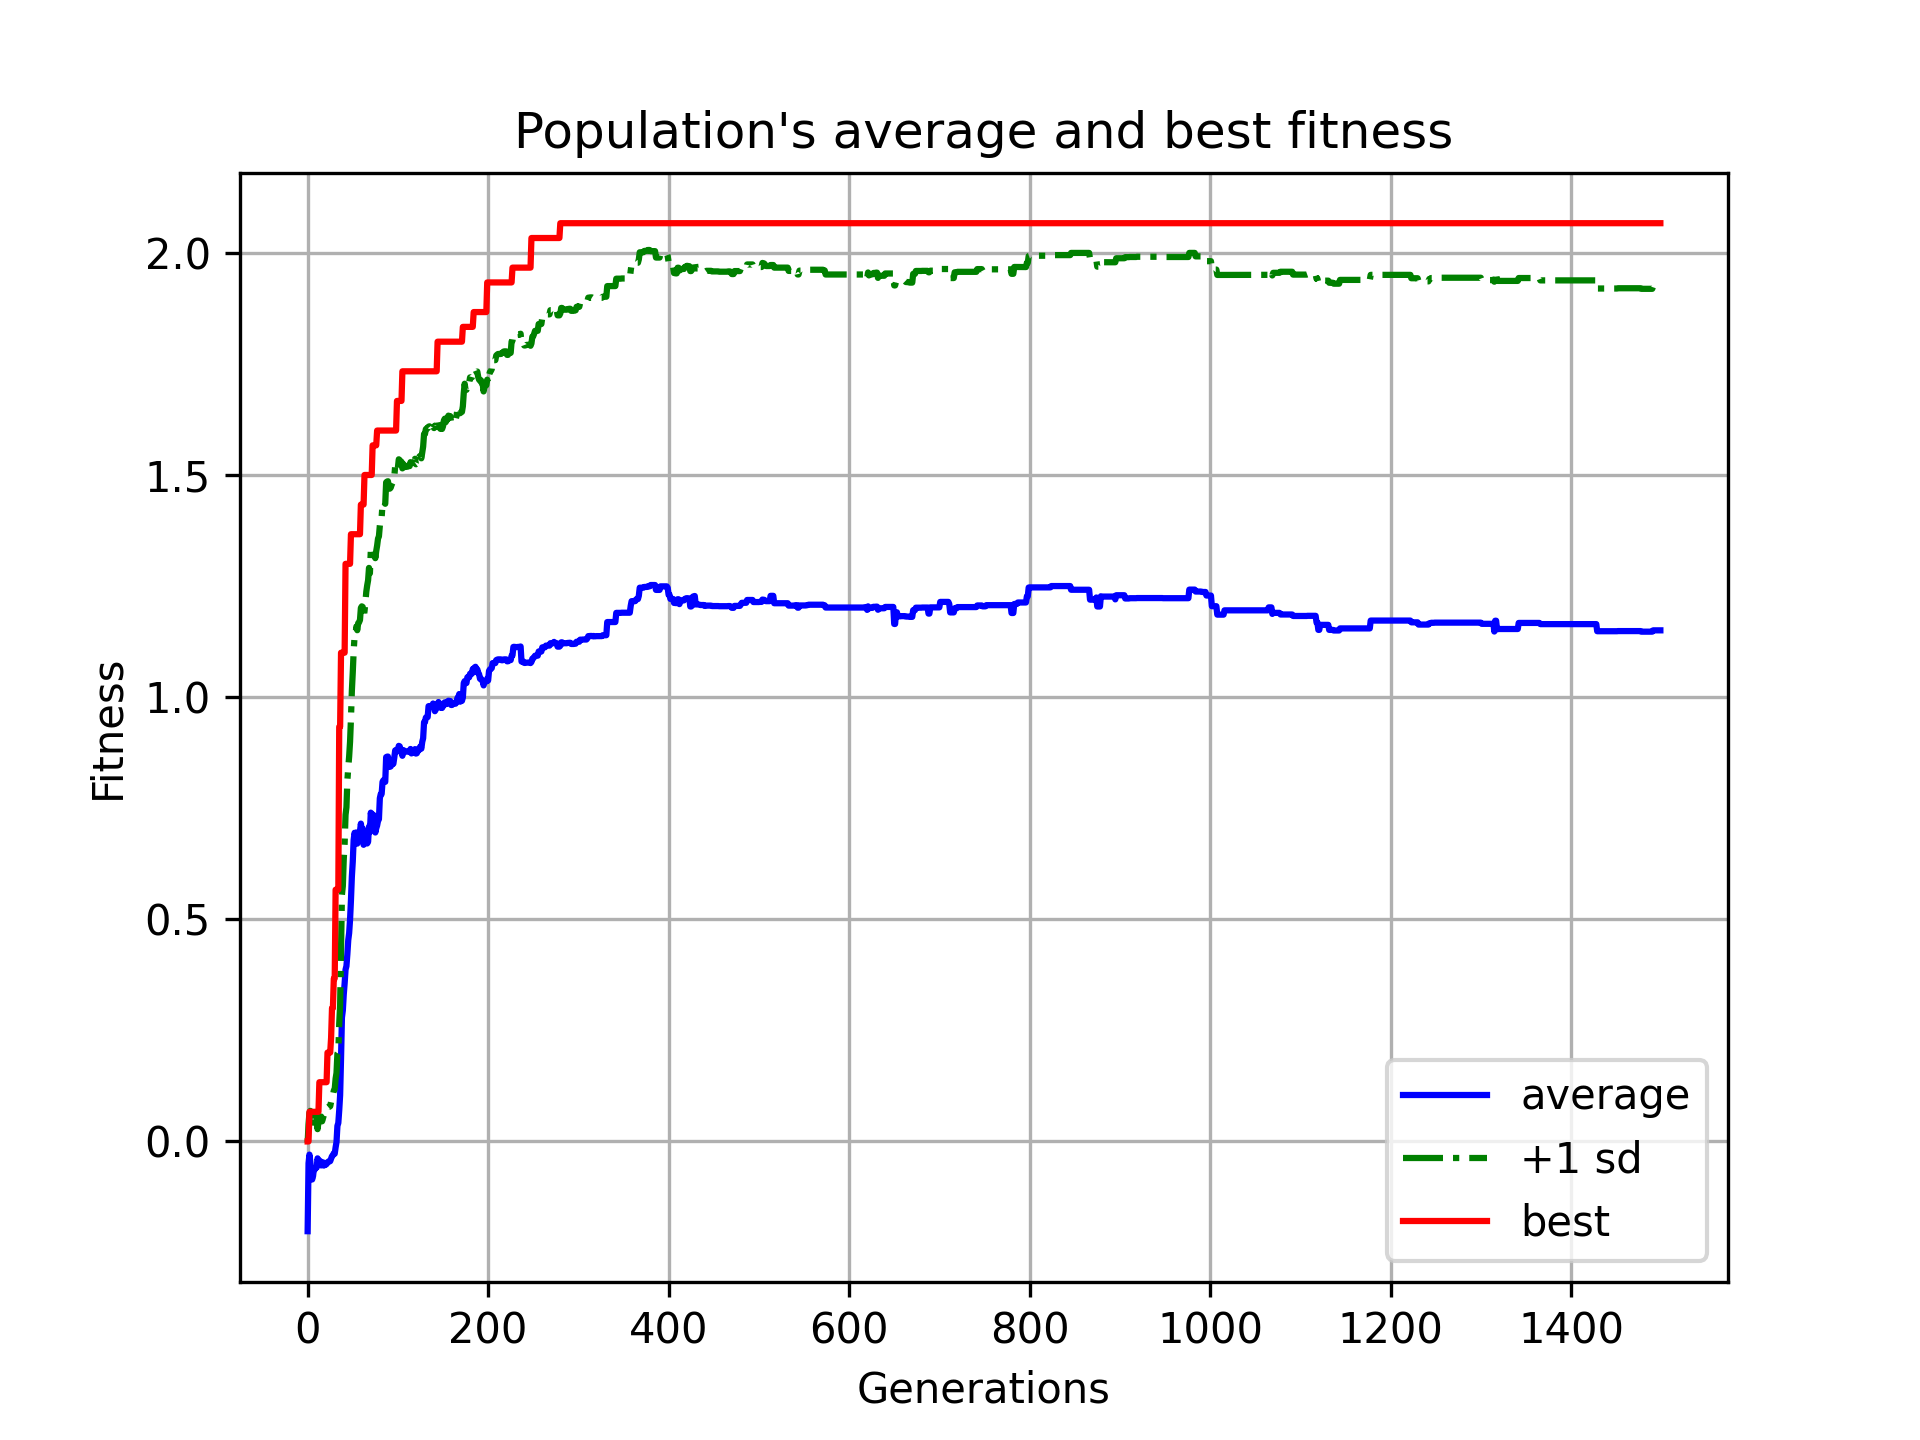 Population's average and best fitness
Fitness
2.0
1.5
1.0
0.5
0.0
0 200 400 600 800 1000 1200 1400
Generations
average
+1 sd
best